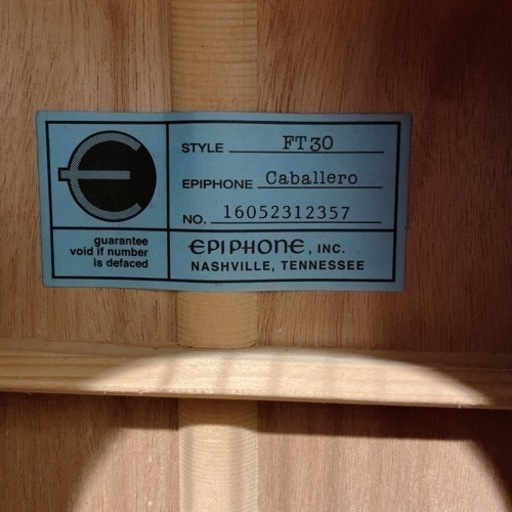 STYLE FT30
EPIPHONE Caballero
NO. 16052312357
guarantee
void if number
is defaced
EPIPHONE, INC.
NASHVILLE, TENNESSEE